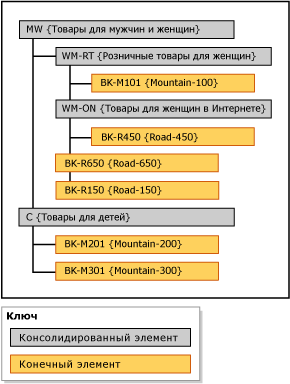 MW {Товары для мужчин и женщин}
WM-RT {Розничные товары для женщин}
BK-M101 {Mountain-100}
WM-ON {Товары для женщин в Интернете}
BK-R450 {Road-450}
BK-R650 {Road-650}
BK-R150 {Road-150}
C {Товары для детей}
BK-M201 {Mountain-200}
BK-M301 {Mountain-300}
Ключ
Консолидированный элемент
Конечный элемент